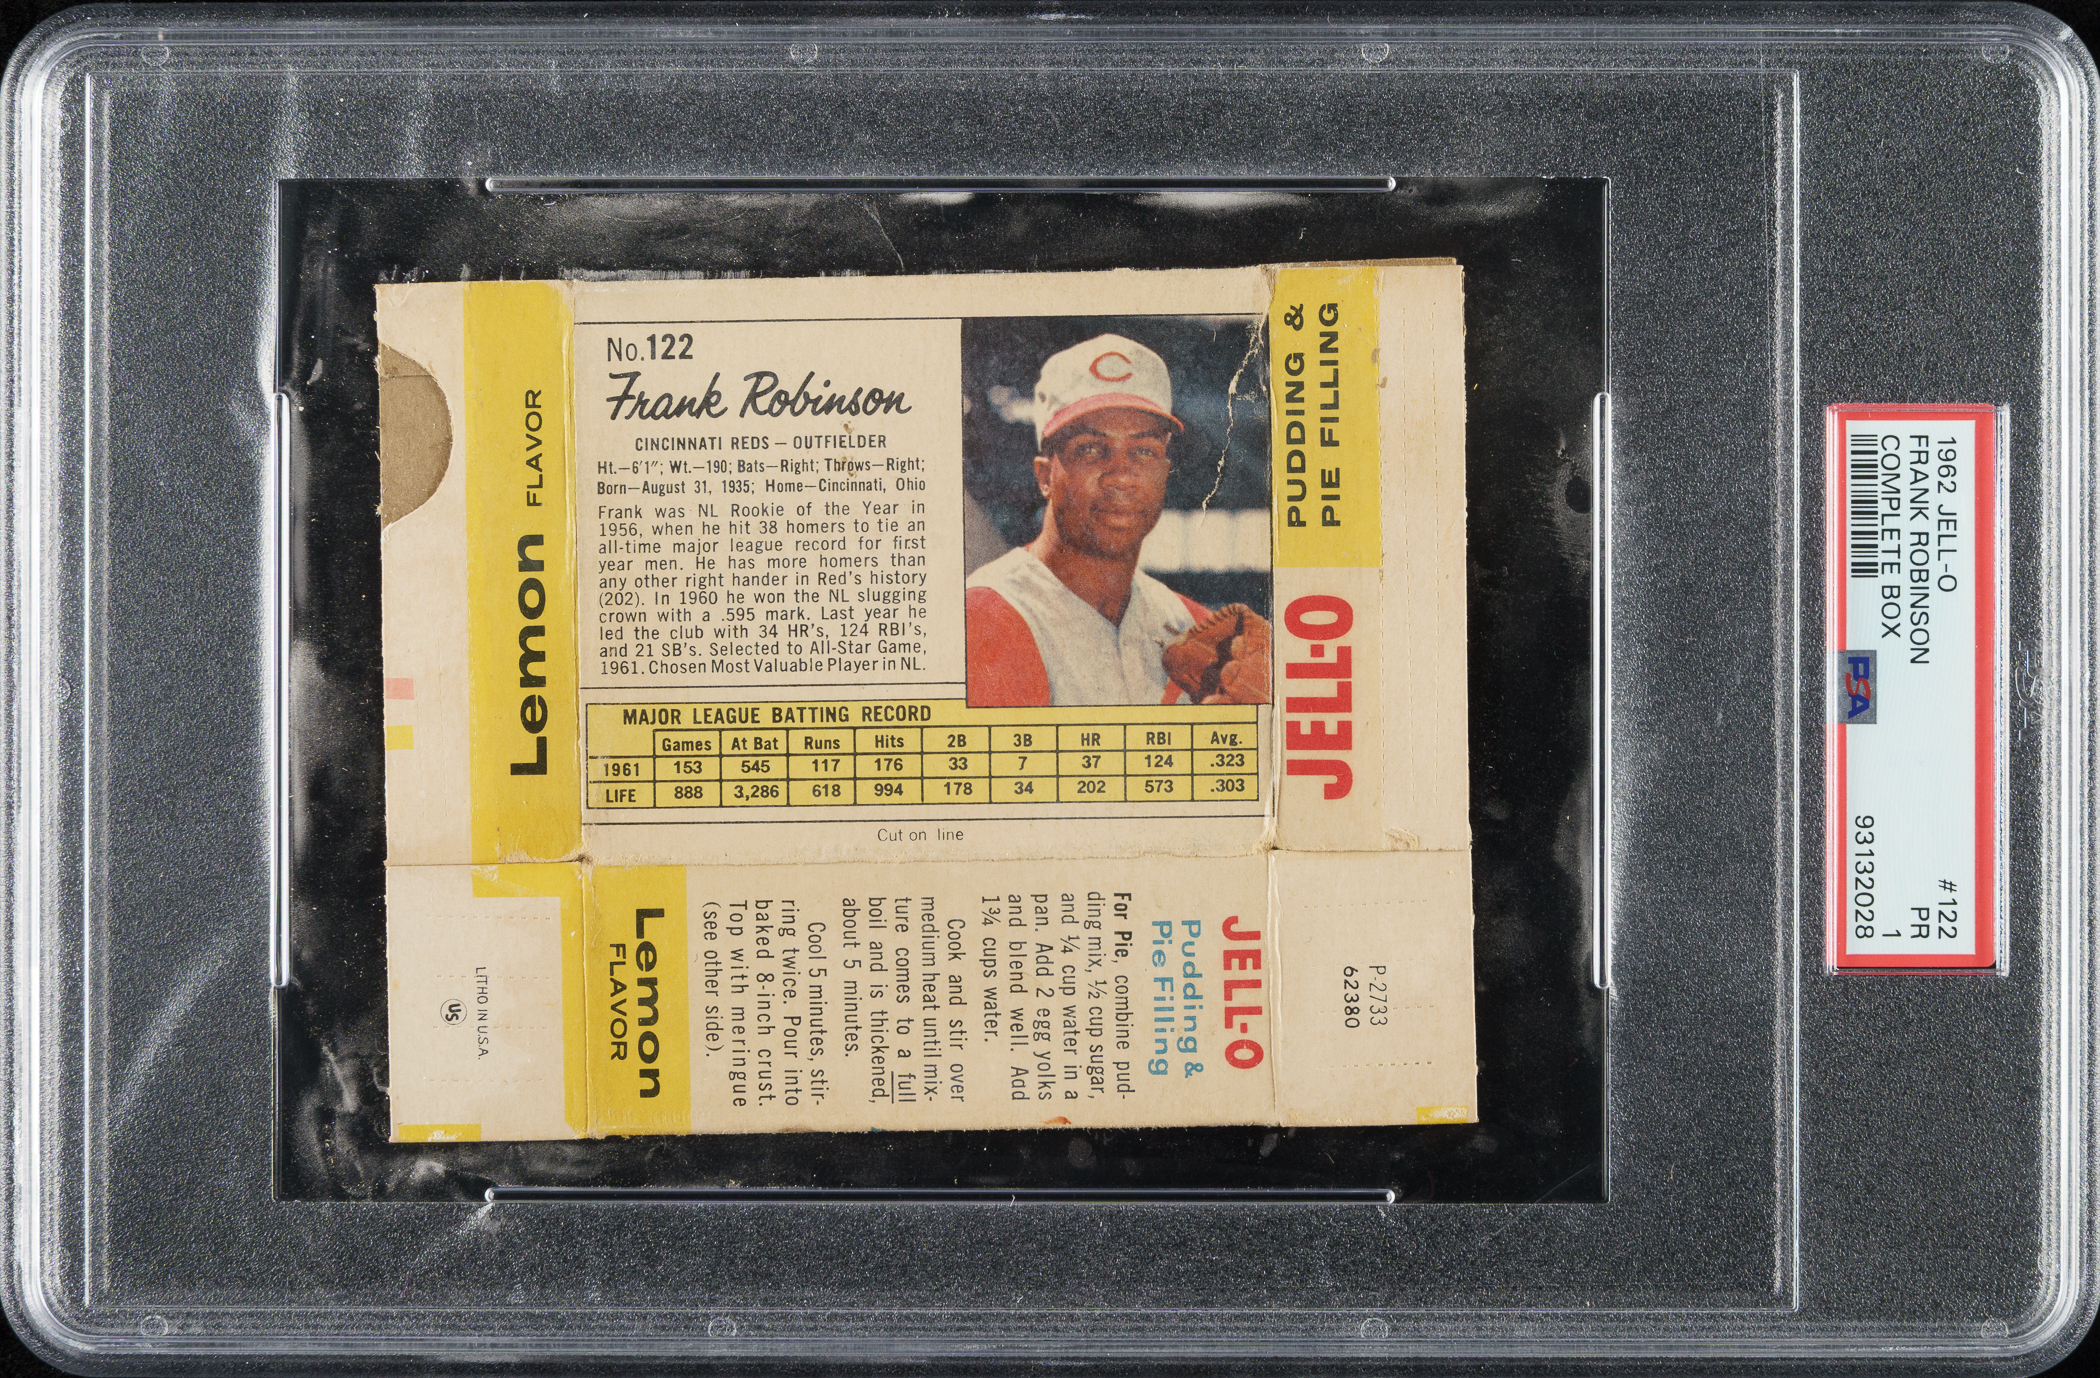 1962 JELL-O
FRANK ROBINSON
COMPLETE BOX
#122
PR
1
93132028
PSA
Lemon FLAVOR
No.122
Frank Robinson
CINCINNATI REDS — OUTFIELDER
Ht.—6'1"; Wt.—190; Bats—Right; Throws—Right;
Born—August 31, 1935; Home—Cincinnati, Ohio
Frank was NL Rookie of the Year in
1956, when he hit 38 homers to tie an
all-time major league record for first
year men. He has more homers than
any other right hander in Red's history
(202). In 1960 he won the NL slugging
crown with a .595 mark. Last year he
led the club with 34 HR's, 124 RBI's,
and 21 SB's. Selected to All-Star Game,
1961. Chosen Most Valuable Player in NL.
C
MAJOR LEAGUE BATTING RECORD
Games At Bat Runs Hits 2B 3B HR RBI Avg.
1961 153 545 117 176 33 7 37 124 .323
LIFE 888 3,286 618 994 178 34 202 573 .303
Cut on line
PUDDING &
PIE FILLING
JELL-O
JELL-O
Pudding &
Pie Filling
For Pie, combine pud-
ding mix, ½ cup sugar,
and ¼ cup water in a
pan. Add 2 egg yolks
and blend well. Add
1¾ cups water.
Cook and stir over
medium heat until mix-
ture comes to a full
boil and is thickened,
about 5 minutes.
Cool 5 minutes, stir-
ring twice. Pour into
baked 8-inch crust.
Top with meringue
(see other side).
Lemon
FLAVOR
P-2733
62380
LITHO IN U.S.A.
US